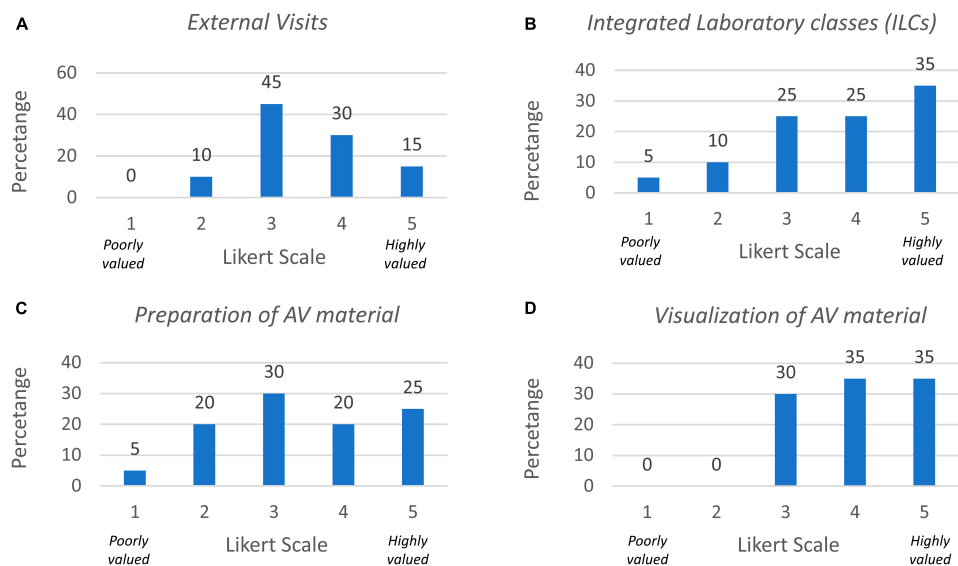 A
External Visits
Percetange
60
40
20
0
0
10
45
30
15
1
2
3
4
5
Poorly
valued
Likert Scale
Highly
valued
B
Integrated Laboratory classes (ILCs)
Percetange
40
30
20
10
0
5
10
25
25
35
1
2
3
4
5
Poorly
valued
Likert Scale
Highly
valued
C
Preparation of AV material
Percetange
40
30
20
10
0
5
20
30
20
25
1
2
3
4
5
Poorly
valued
Likert Scale
Highly
valued
D
Visualization of AV material
Percetange
40
30
20
10
0
0
0
30
35
35
1
2
3
4
5
Poorly
valued
Likert Scale
Highly
valued